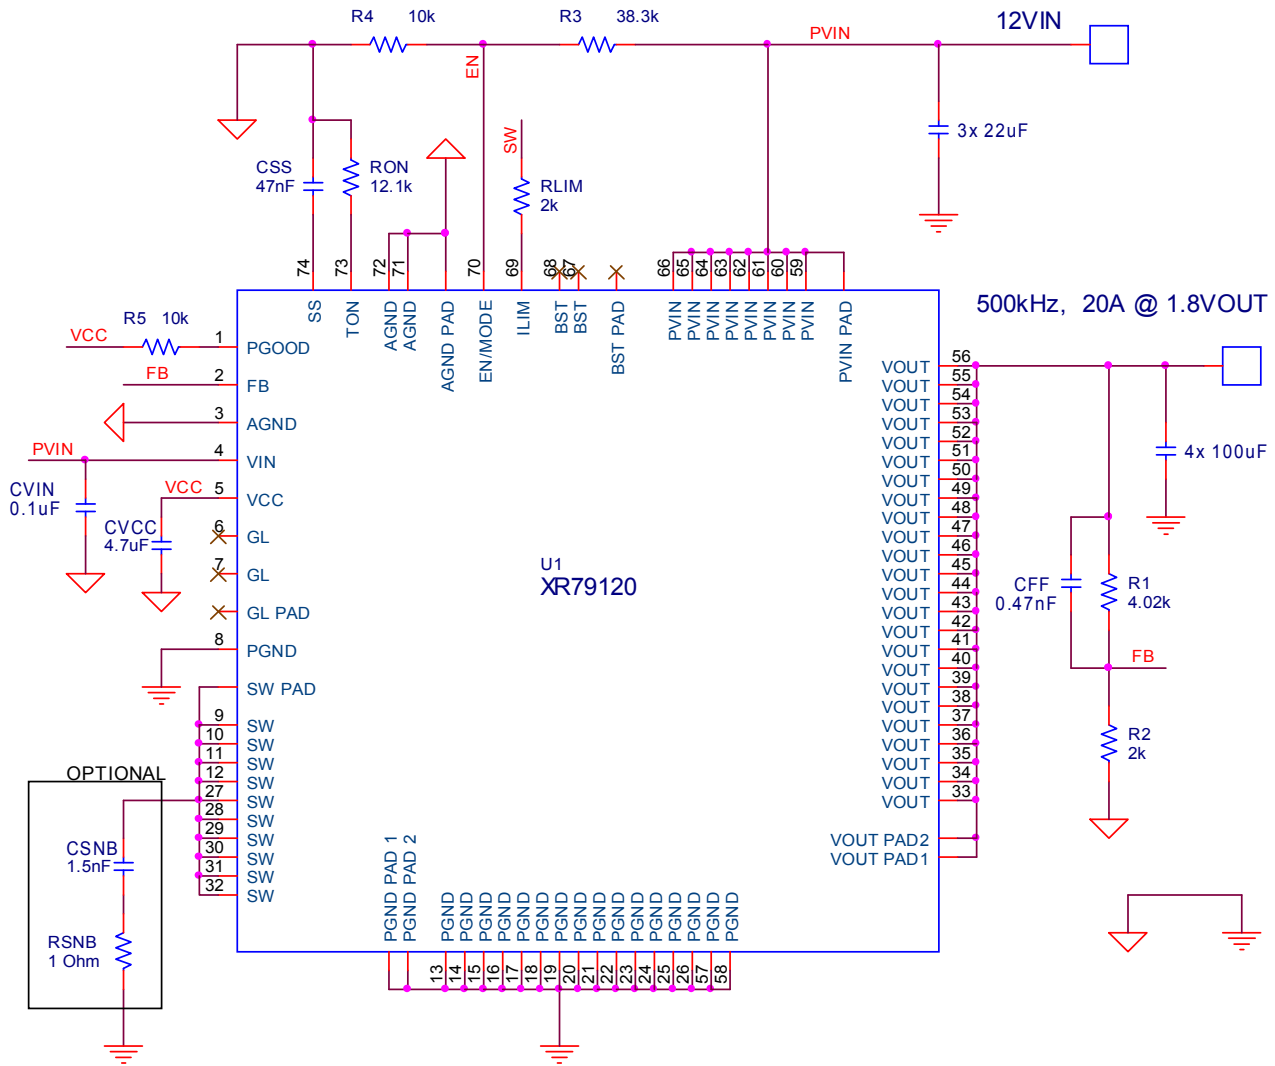 R4 10k R3 38.3k 12VIN
PVIN
EN
3x 22uF
SW
CSS
47nF
RON
12.1k
RLIM
2k
74 73 72 71 70 69 68 67 66 65 64 63 62 61 60 59
SS TON AGND AGND AGND PAD EN/MODE ILIM BST BST BST PAD PVIN PVIN PVIN PVIN PVIN PVIN PVIN PVIN PVIN PAD
500kHz, 20A @ 1.8VOUT
R5 10k
VCC 1 PGOOD
FB 2 FB
3 AGND
PVIN 4 VIN
VCC 5 VCC
CVIN
0.1uF
CVCC
4.7uF
6 GL
7 GL
GL PAD
8 PGND
SW PAD
9 SW
10 SW
11 SW
12 SW
27 SW
28 SW
29 SW
30 SW
31 SW
32 SW
OPTIONAL
CSNB
1.5nF
RSNB
1 Ohm
U1
XR79120
VOUT 56
VOUT 55
VOUT 54
VOUT 53
VOUT 52
VOUT 51
VOUT 50
VOUT 49
VOUT 48
VOUT 47
VOUT 46
VOUT 45
VOUT 44
VOUT 43
VOUT 42
VOUT 41
VOUT 40
VOUT 39
VOUT 38
VOUT 37
VOUT 36
VOUT 35
VOUT 34
VOUT 33
VOUT PAD2
VOUT PAD1
4x 100uF
CFF
0.47nF
R1
4.02k
FB
R2
2k
PGND PAD 1 PGND PAD 2 PGND PGND PGND PGND PGND PGND PGND PGND PGND PGND PGND PGND PGND PGND PGND PGND
13 14 15 16 17 18 19 20 21 22 23 24 25 26 57 58